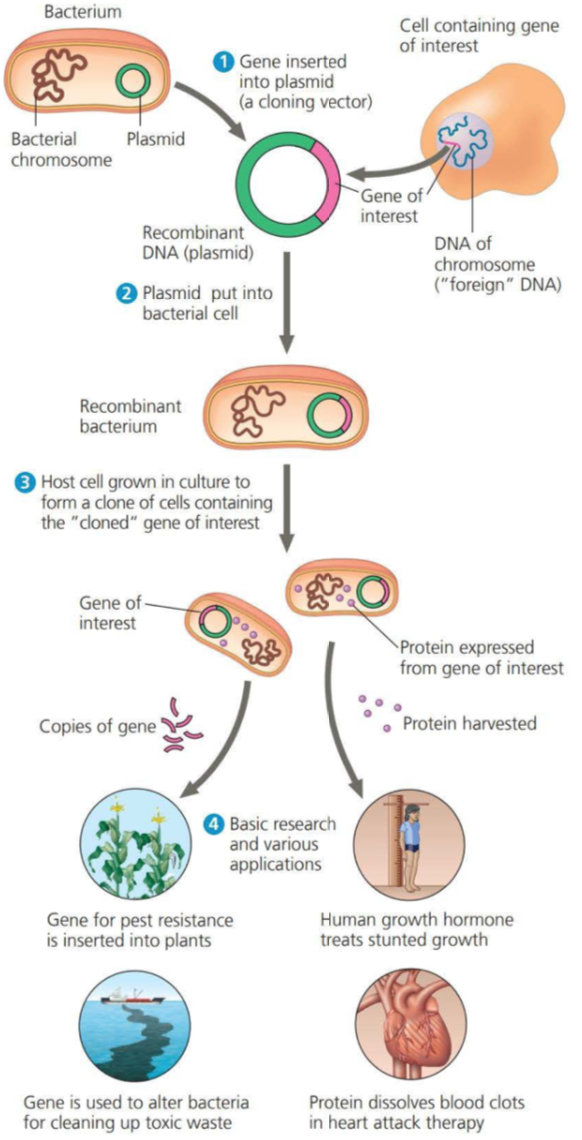 Bacterium
Cell containing gene
of interest
1 Gene inserted
into plasmid
(a cloning vector)
Bacterial
chromosome
Plasmid
Gene of
interest
Recombinant
DNA (plasmid)
DNA of
chromosome
("foreign" DNA)
2 Plasmid put into
bacterial cell
Recombinant
bacterium
3 Host cell grown in culture to
form a clone of cells containing
the "cloned" gene of interest
Gene of
interest
Protein expressed
from gene of interest
Copies of gene
Protein harvested
4 Basic research
and various
applications
Gene for pest resistance
is inserted into plants
Human growth hormone
treats stunted growth
Gene is used to alter bacteria
for cleaning up toxic waste
Protein dissolves blood clots
in heart attack therapy